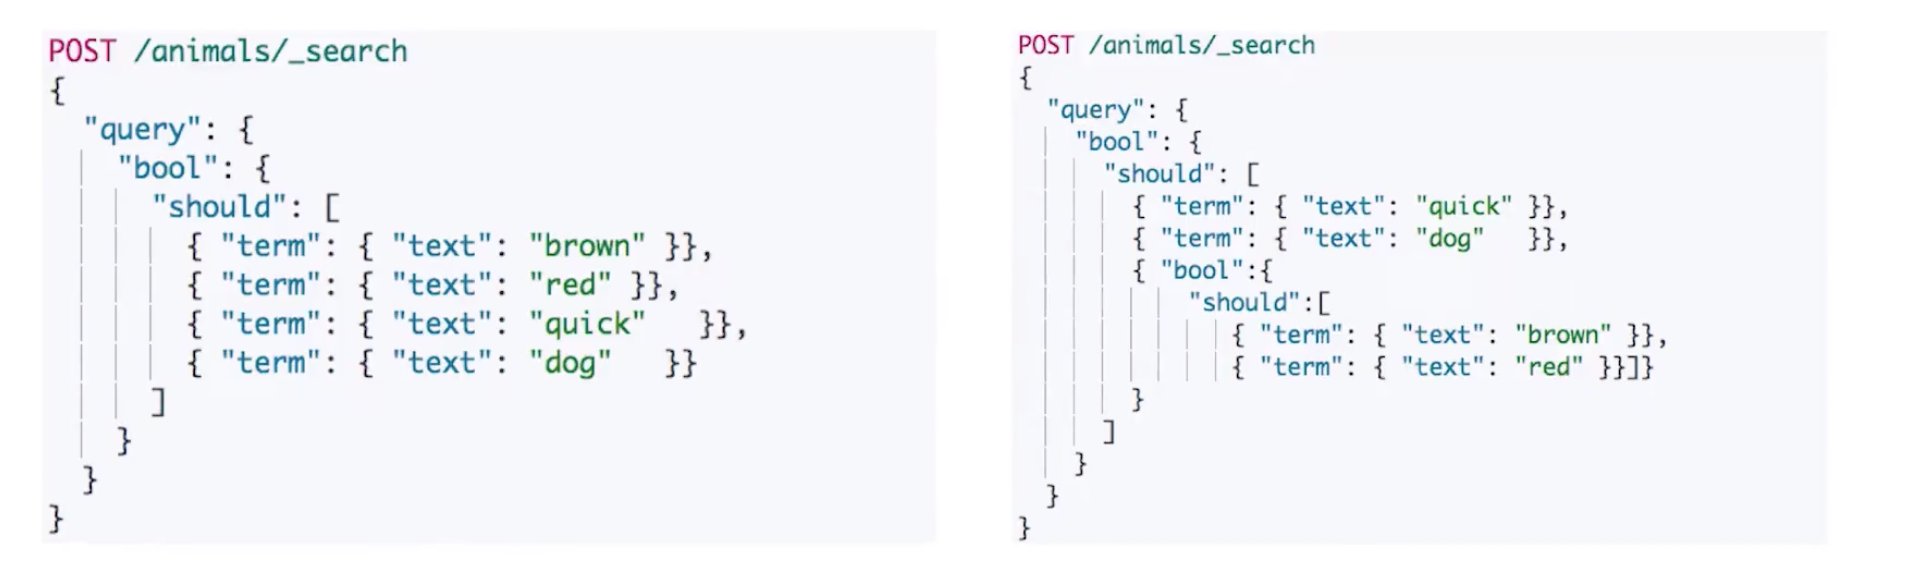 POST /animals/_search
{
  "query": {
    "bool": {
      "should": [
        { "term": { "text": "brown" }},
        { "term": { "text": "red" }},
        { "term": { "text": "quick"   }},
        { "term": { "text": "dog"   }}
      ]
    }
  }
}
POST /animals/_search
{
  "query": {
    "bool": {
      "should": [
        { "term": { "text": "quick" }},
        { "term": { "text": "dog"   }},
        { "bool":{
            "should":[
               { "term": { "text": "brown" }},
               { "term": { "text": "red" }}]}
        }
      ]
    }
  }
}